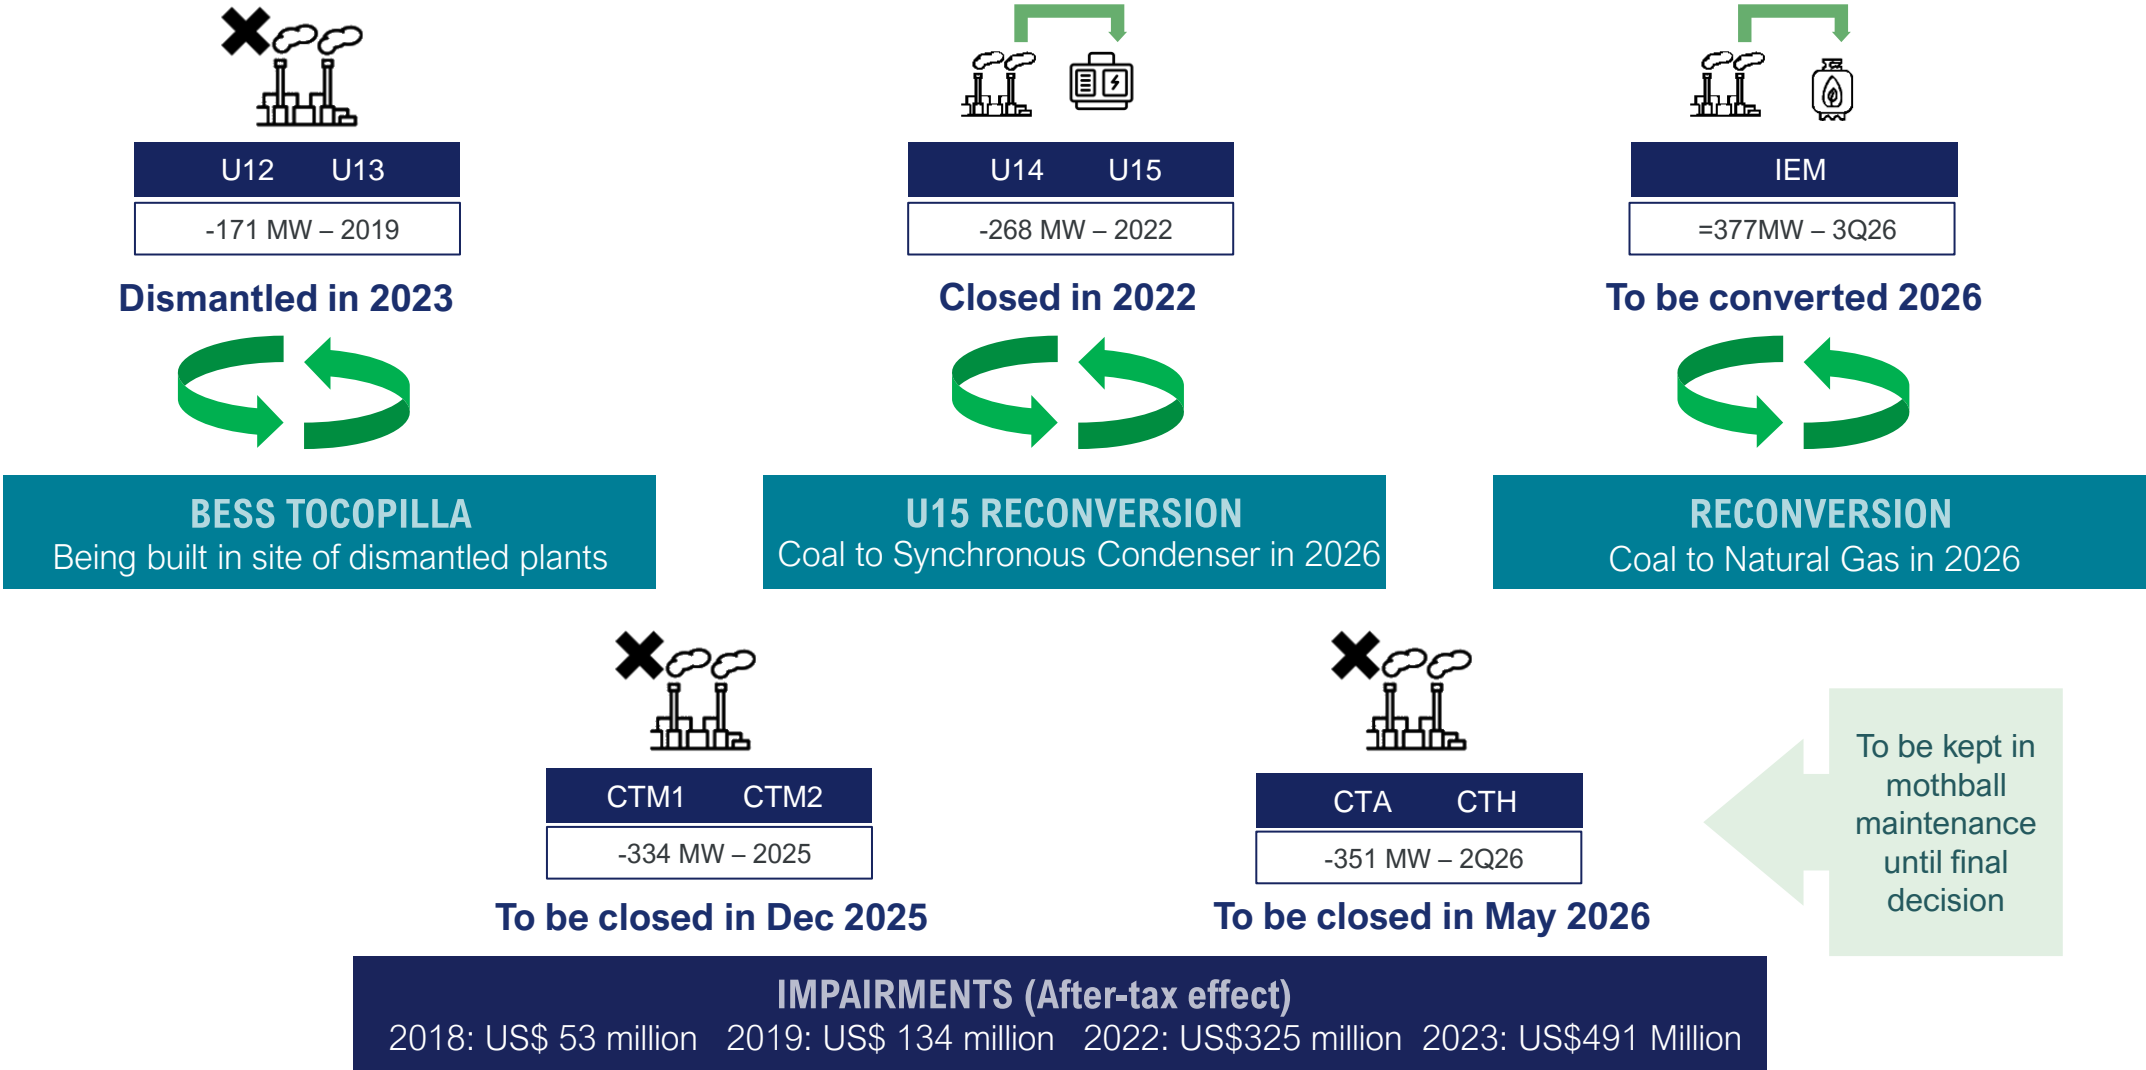 U12 U13
-171 MW – 2019
Dismantled in 2023
BESS TOCOPILLA
Being built in site of dismantled plants
U14 U15
-268 MW – 2022
Closed in 2022
U15 RECONVERSION
Coal to Synchronous Condenser in 2026
IEM
=377MW – 3Q26
To be converted 2026
RECONVERSION
Coal to Natural Gas in 2026
CTM1 CTM2
-334 MW – 2025
To be closed in Dec 2025
CTA CTH
-351 MW – 2Q26
To be closed in May 2026
To be kept in
mothball
maintenance
until final
decision
IMPAIRMENTS (After-tax effect)
2018: US$ 53 million 2019: US$ 134 million 2022: US$325 million 2023: US$491 Million